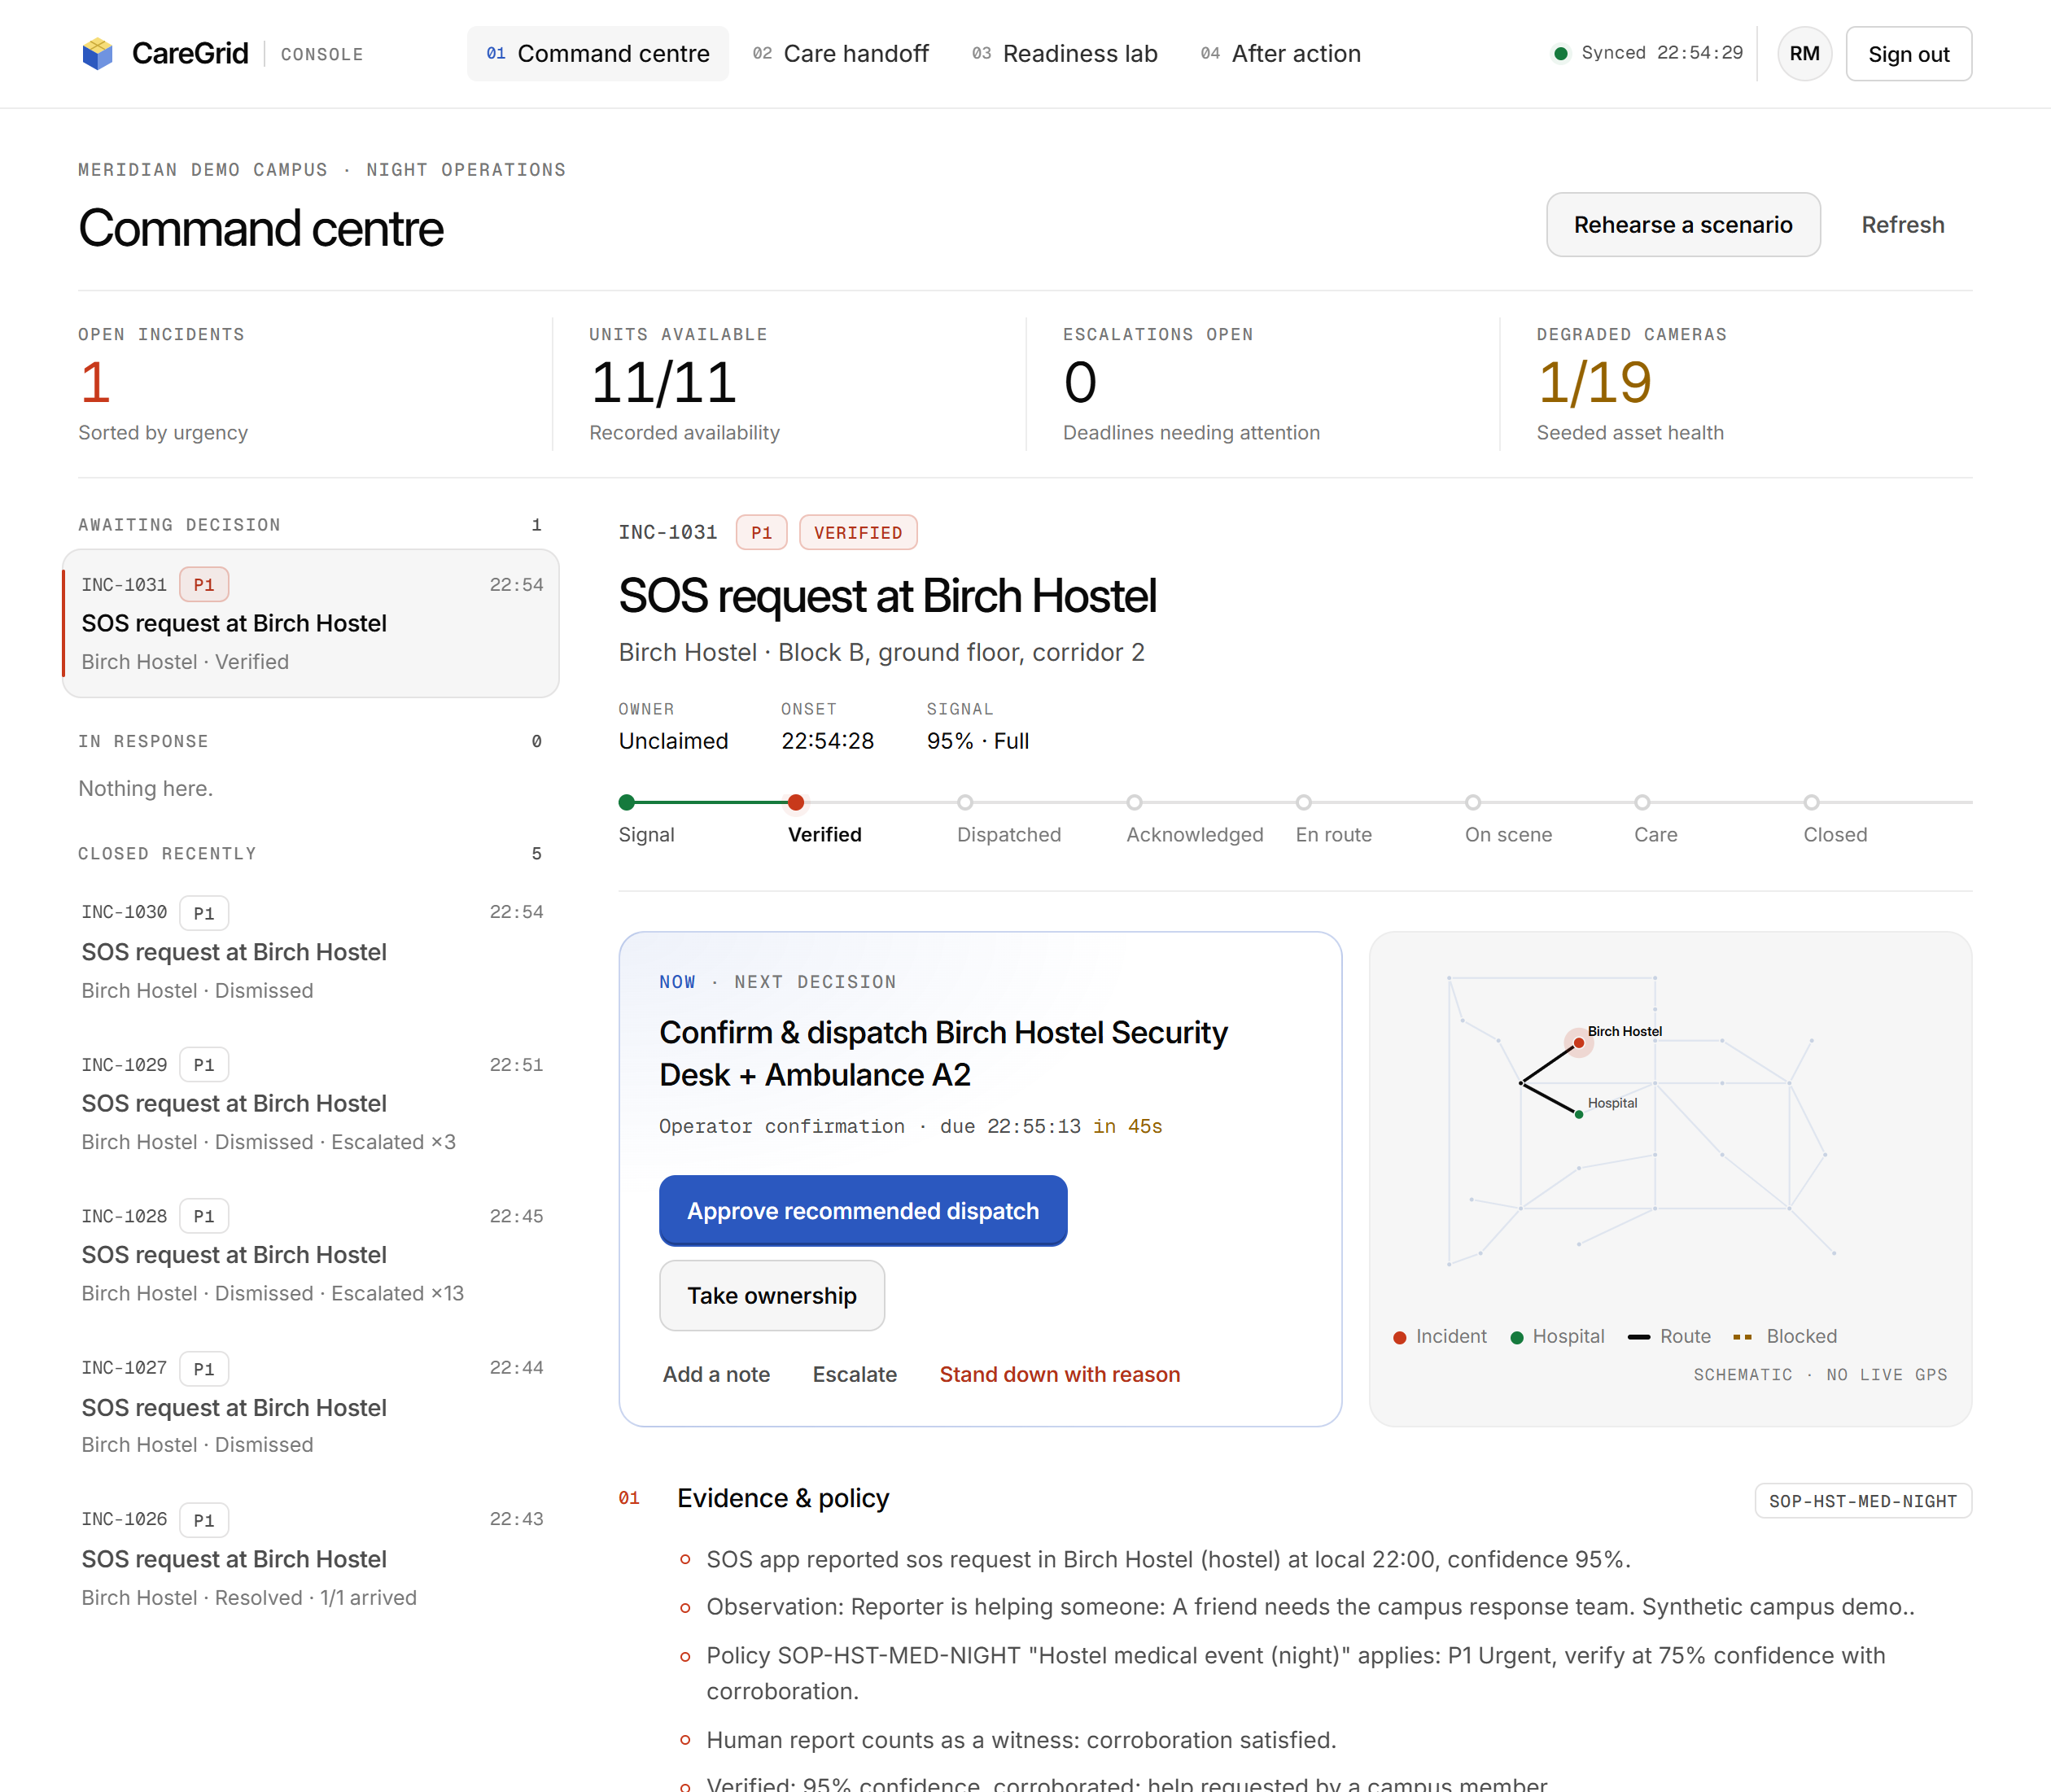 CareGrid CONSOLE
01 Command centre
02 Care handoff
03 Readiness lab
04 After action
Synced 22:54:29
RM
Sign out
MERIDIAN DEMO CAMPUS · NIGHT OPERATIONS
Command centre
Rehearse a scenario
Refresh
OPEN INCIDENTS
1
Sorted by urgency
UNITS AVAILABLE
11/11
Recorded availability
ESCALATIONS OPEN
0
Deadlines needing attention
DEGRADED CAMERAS
1/19
Seeded asset health
AWAITING DECISION 1
INC-1031 P1 22:54
SOS request at Birch Hostel
Birch Hostel · Verified
IN RESPONSE 0
Nothing here.
CLOSED RECENTLY 5
INC-1030 P1 22:54
SOS request at Birch Hostel
Birch Hostel · Dismissed
INC-1029 P1 22:51
SOS request at Birch Hostel
Birch Hostel · Dismissed · Escalated ×3
INC-1028 P1 22:45
SOS request at Birch Hostel
Birch Hostel · Dismissed · Escalated ×13
INC-1027 P1 22:44
SOS request at Birch Hostel
Birch Hostel · Dismissed
INC-1026 P1 22:43
SOS request at Birch Hostel
Birch Hostel · Resolved · 1/1 arrived
INC-1031 P1 VERIFIED
SOS request at Birch Hostel
Birch Hostel · Block B, ground floor, corridor 2
OWNER
Unclaimed
ONSET
22:54:28
SIGNAL
95% · Full
Signal
Verified
Dispatched
Acknowledged
En route
On scene
Care
Closed
NOW · NEXT DECISION
Confirm & dispatch Birch Hostel Security
Desk + Ambulance A2
Operator confirmation · due 22:55:13 in 45s
Approve recommended dispatch
Take ownership
Add a note
Escalate
Stand down with reason
Birch Hostel
Hospital
Incident
Hospital
Route
Blocked
SCHEMATIC · NO LIVE GPS
01 Evidence & policy
SOP-HST-MED-NIGHT
SOS app reported sos request in Birch Hostel (hostel) at local 22:00, confidence 95%.
Observation: Reporter is helping someone: A friend needs the campus response team. Synthetic campus demo..
Policy SOP-HST-MED-NIGHT "Hostel medical event (night)" applies: P1 Urgent, verify at 75% confidence with
corroboration.
Human report counts as a witness: corroboration satisfied.
Verified: 95% confidence, corroborated; help requested by a campus member